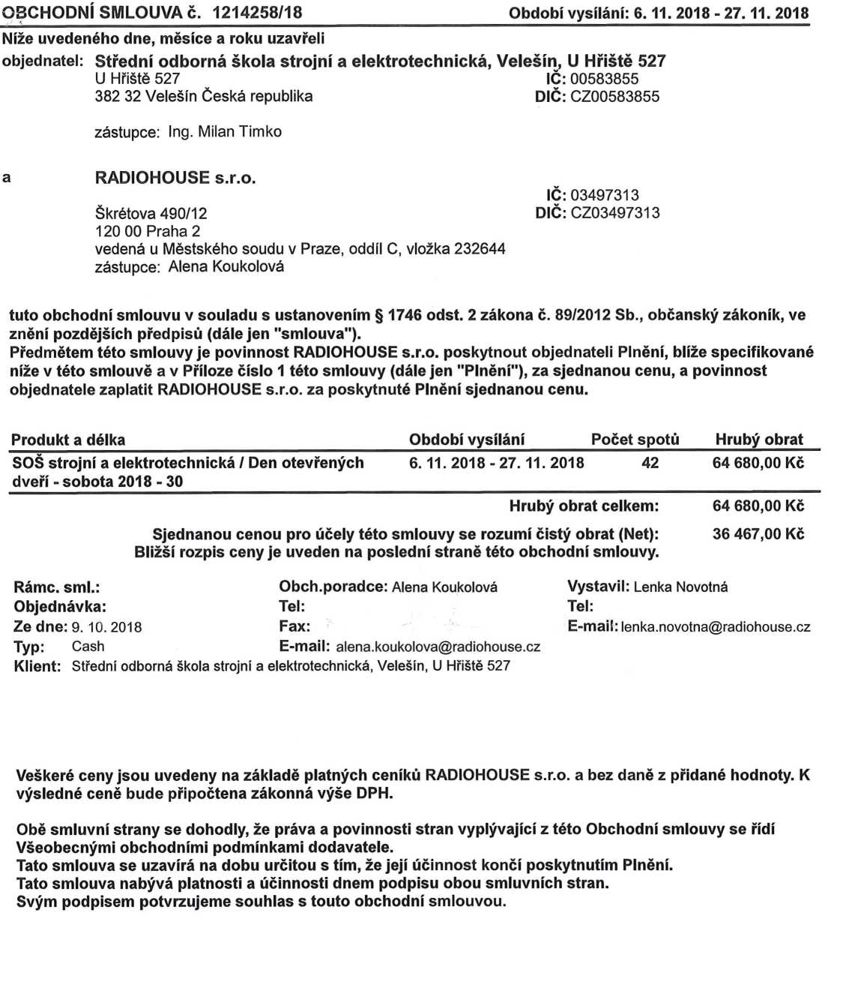 OBCHODNÍ SMLOUVA č. 1214258/18 Období vysílání: 6. 11. 2018 - 27. 11. 2018
Níže uvedeného dne, měsíce a roku uzavřeli
objednatel: Střední odborná škola strojní a elektrotechnická, Velešín, U Hřiště 527
U Hřiště 527 IČ: 00583855
382 32 Velešín Česká republika DIČ: CZ00583855
zástupce: Ing. Milan Timko
a RADIOHOUSE s.r.o.
IČ: 03497313
Škrétova 490/12 DIČ: CZ03497313
120 00 Praha 2
vedená u Městského soudu v Praze, oddíl C, vložka 232644
zástupce: Alena Koukolová
tuto obchodní smlouvu v souladu s ustanovením § 1746 odst. 2 zákona č. 89/2012 Sb., občanský zákoník, ve
znění pozdějších předpisů (dále jen "smlouva").
Předmětem této smlouvy je povinnost RADIOHOUSE s.r.o. poskytnout objednateli Plnění, blíže specifikované
níže v této smlouvě a v Příloze číslo 1 této smlouvy (dále jen "Plnění"), za sjednanou cenu, a povinnost
objednatele zaplatit RADIOHOUSE s.r.o. za poskytnuté Plnění sjednanou cenu.
Produkt a délka Období vysílání Počet spotů Hrubý obrat
SOŠ strojní a elektrotechnická / Den otevřených 6. 11. 2018 - 27. 11. 2018 42 64 680,00 Kč
dveří - sobota 2018 - 30
Hrubý obrat celkem: 64 680,00 Kč
Sjednanou cenou pro účely této smlouvy se rozumí čistý obrat (Net): 36 467,00 Kč
Bližší rozpis ceny je uveden na poslední straně této obchodní smlouvy.
Rámc. sml.: Obch.poradce: Alena Koukolová Vystavil: Lenka Novotná
Objednávka: Tel: Tel:
Ze dne: 9. 10. 2018 Fax: E-mail: lenka.novotna@radiohouse.cz
Typ: Cash E-mail: alena.koukolova@radiohouse.cz
Klient: Střední odborná škola strojní a elektrotechnická, Velešín, U Hřiště 527
Veškeré ceny jsou uvedeny na základě platných ceníků RADIOHOUSE s.r.o. a bez daně z přidané hodnoty. K
výsledné ceně bude připočtena zákonná výše DPH.
Obě smluvní strany se dohodly, že práva a povinnosti stran vyplývající z této Obchodní smlouvy se řídí
Všeobecnými obchodními podmínkami dodavatele.
Tato smlouva se uzavírá na dobu určitou s tím, že její účinnost končí poskytnutím Plnění.
Tato smlouva nabývá platnosti a účinnosti dnem podpisu obou smluvních stran.
Svým podpisem potvrzujeme souhlas s touto obchodní smlouvou.